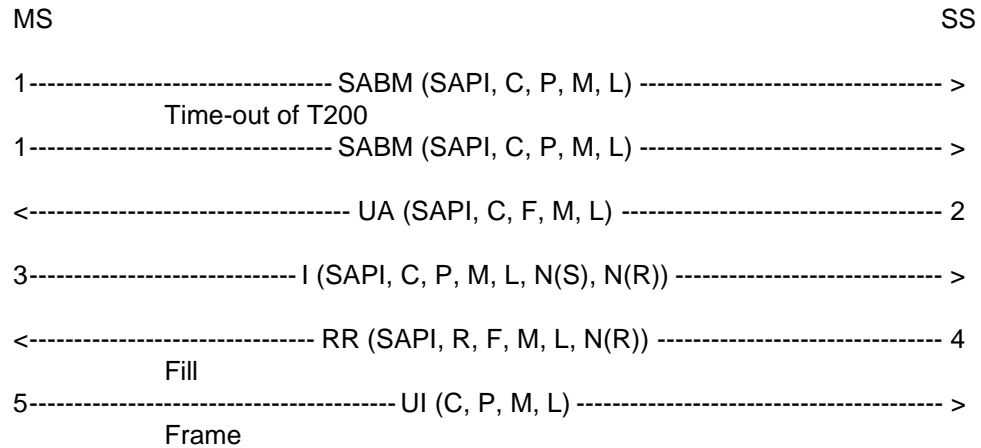 MS SS
1---------------------------------- SABM (SAPI, C, P, M, L) ----------------------------------- >
Time-out of T200
1---------------------------------- SABM (SAPI, C, P, M, L) ----------------------------------- >
<------------------------------------ UA (SAPI, C, F, M, L) ------------------------------------ 2
3------------------------------ I (SAPI, C, P, M, L, N(S), N(R)) ------------------------------ >
<-------------------------------- RR (SAPI, R, F, M, L, N(R)) -------------------------------- 4
Fill
5----------------------------------------- UI (C, P, M, L) ----------------------------------------- >
Frame